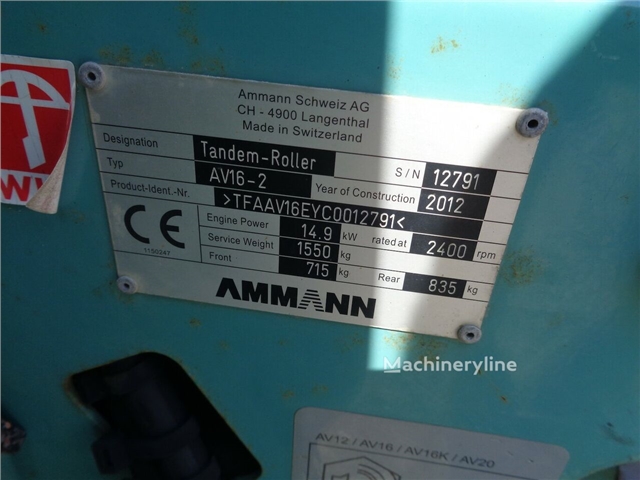 Ammann Schweiz AG
CH - 4900 Langenthal
Made in Switzerland
Designation Tandem-Roller S/N 12791
Typ AV16-2 Year of Construction 2012
Product-Ident.-Nr. >TFAAV16EYC0012791<
Engine Power 14.9 kW rated at 2400 rpm
Service Weight 1550 kg
Front 715 kg Rear 835 kg
CE
1150247
AMMANN
Machineryline
AV12 / AV16 / AV16K / AV20